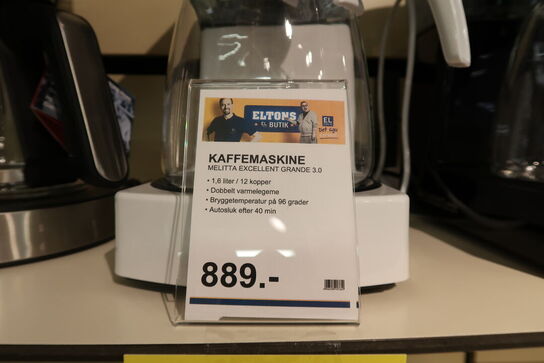 ELTONS
EL BUTIK
EL
KAFFEMASKINE
MELITTA EXCELLENT GRANDE 3.0
• 1,6 liter / 12 kopper
• Dobbelt varmelegeme
• Bryggetemperatur på 96 grader
• Autosluk efter 40 min
889.-